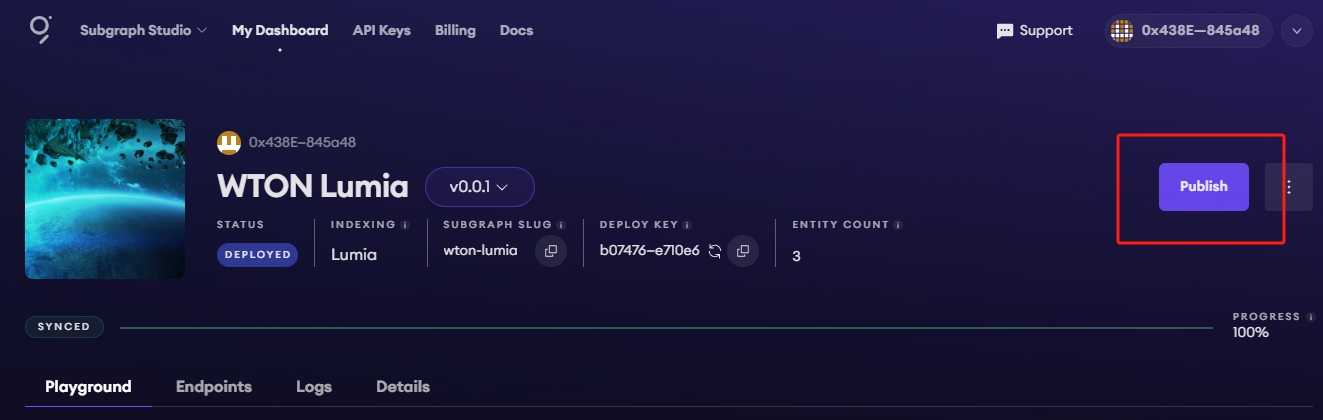 Subgraph Studio My Dashboard API Keys Billing Docs Support 0x438E—845a48
0x438E—845a48
WTON Lumia v0.0.1
Publish
STATUS INDEXING SUBGRAPH SLUG DEPLOY KEY ENTITY COUNT
DEPLOYED Lumia wton-lumia b07476—e710e6 3
SYNCED
PROGRESS
100%
Playground Endpoints Logs Details